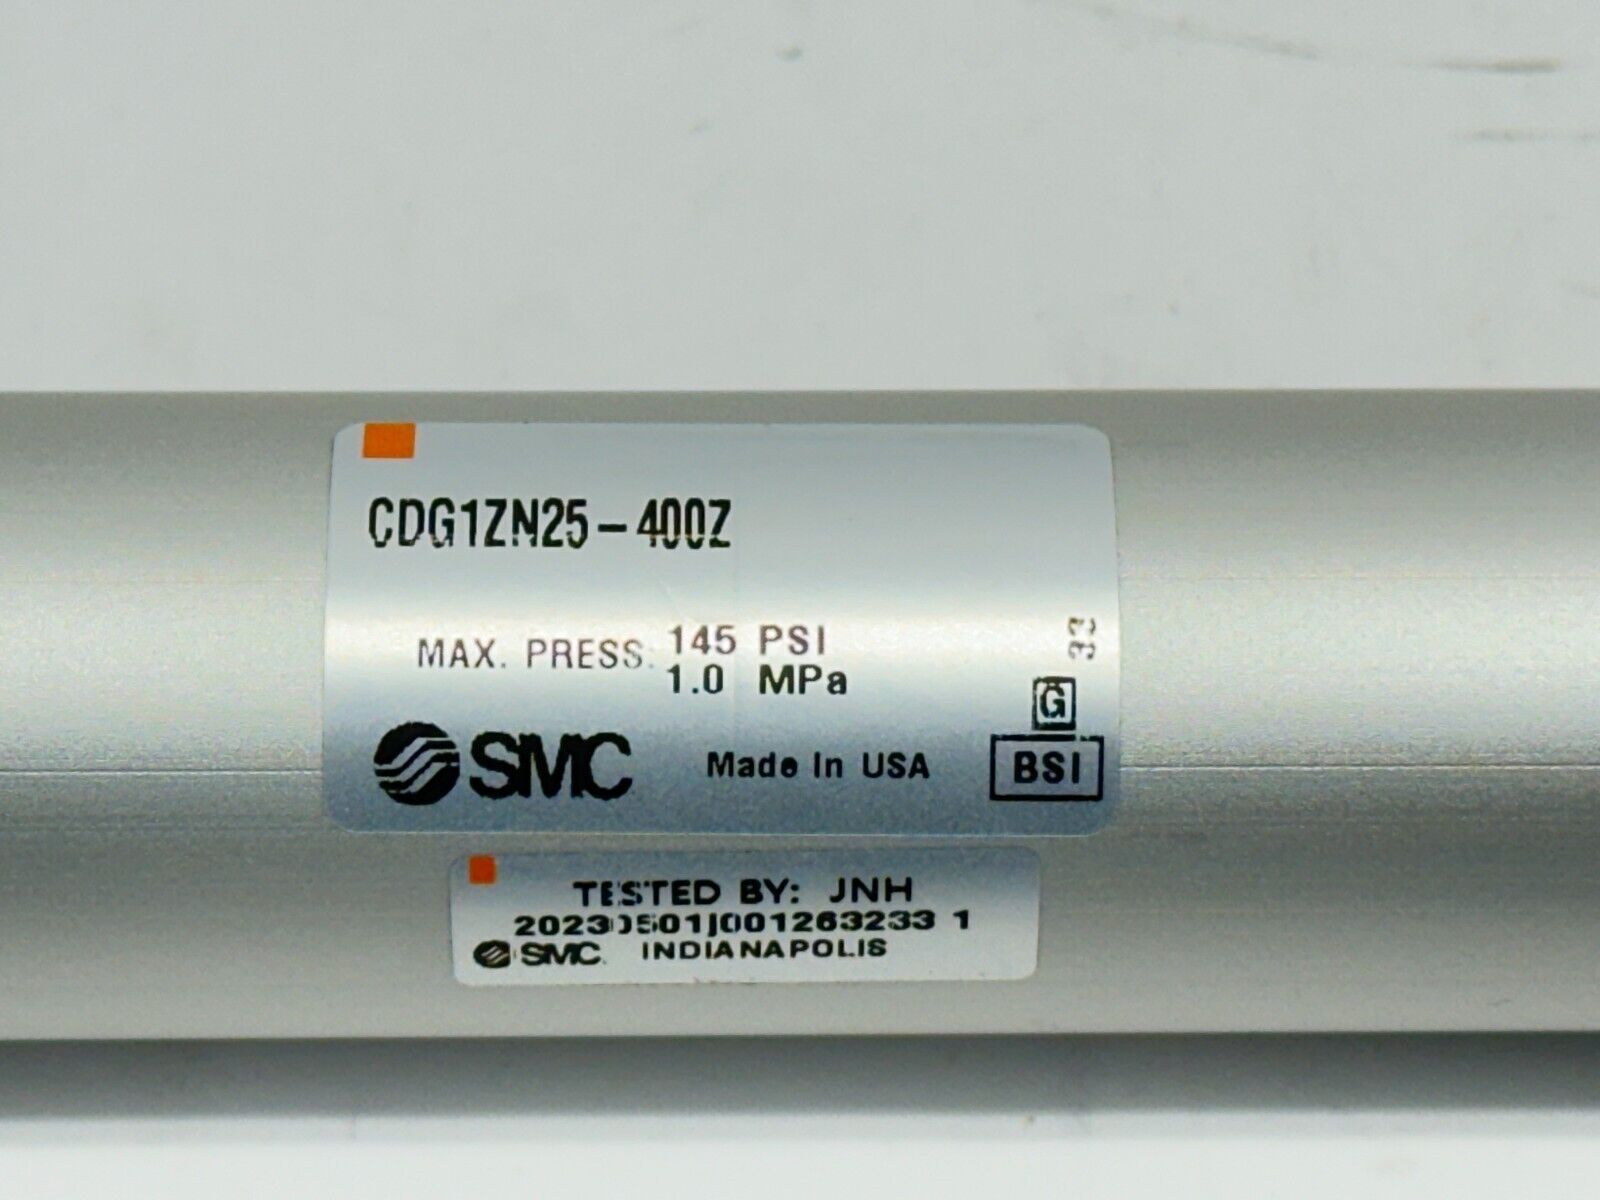 CDG1ZN25-400Z
MAX. PRESS. 145 PSI
1.0 MPa
33
G
SMC Made In USA BSI
TESTED BY: JNH
20230501J001263233 1
SMC INDIANAPOLIS